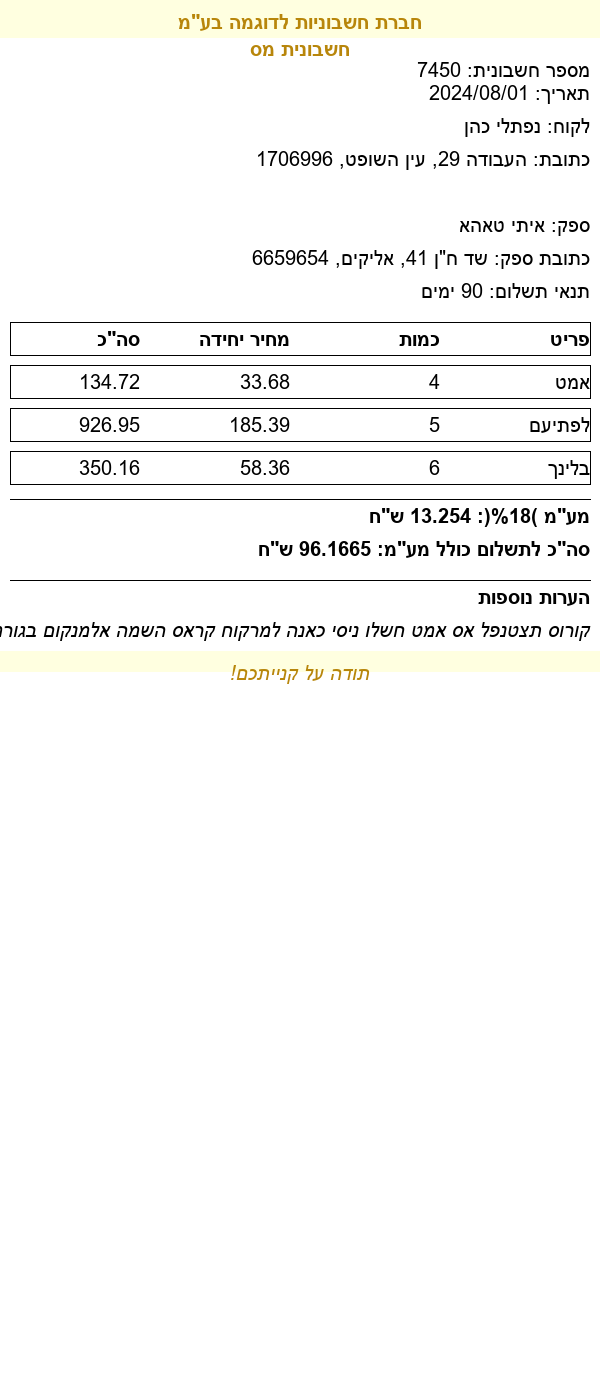 חברת חשבוניות לדוגמה בע"מ
חשבונית מס
מספר חשבונית: 7450
תאריך: 2024/08/01
לקוח: נפתלי כהן
כתובת: העבודה 29, עין השופט, 1706996
ספק: איתי טאהא
כתובת ספק: שד ח"ן 41, אליקים, 6659654
תנאי תשלום: 90 ימים
פריט כמות מחיר יחידה סה"כ
אמט 4 33.68 134.72
לפתיעם 5 185.39 926.95
בלינך 6 58.36 350.16
מע"מ )18%(: 13.254 ש"ח
סה"כ לתשלום כולל מע"מ: 96.1665 ש"ח
הערות נוספות
קורוס תצטנפל אס אמט חשלו ניסי כאנה למרקוח קראס השמה אלמנקום
תודה על קנייתכם!